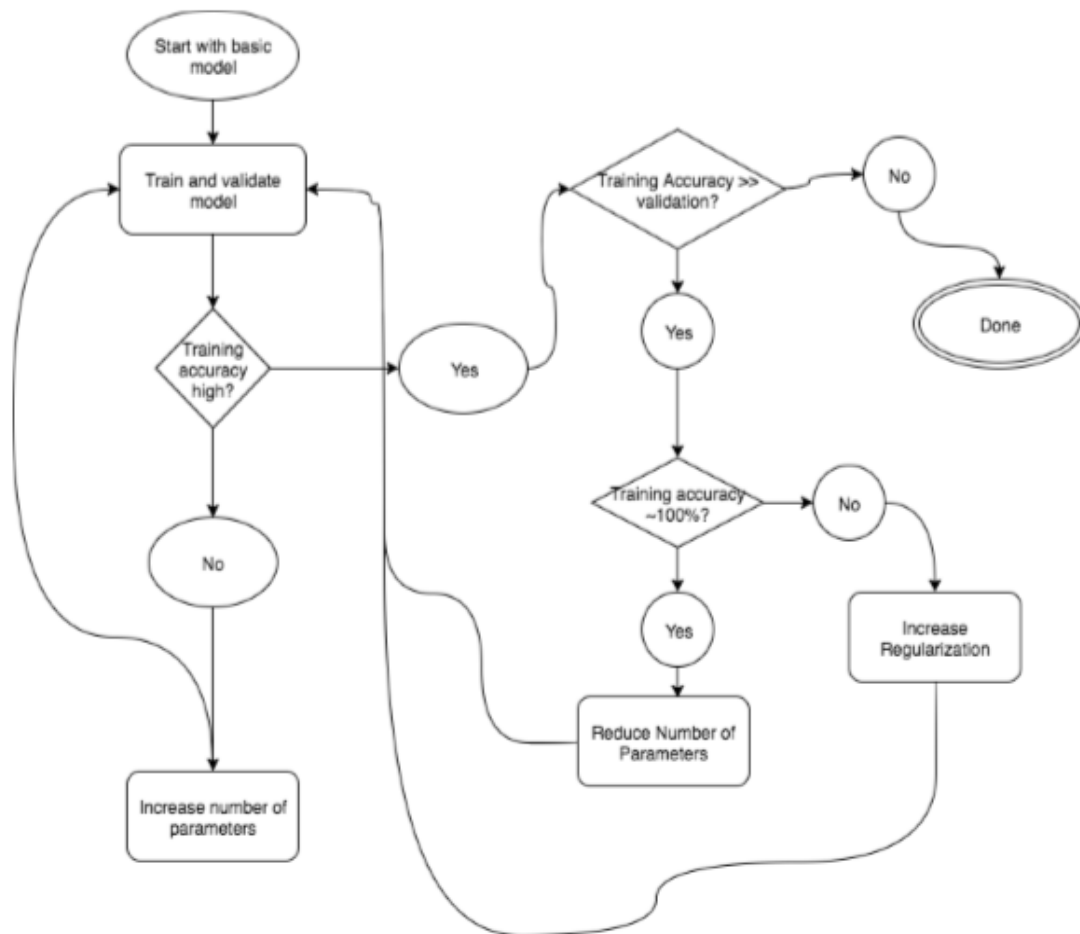 Start with basic
model
Train and validate
model
Training
accuracy
high?
No
Increase number of
parameters
Yes
Training Accuracy >>
validation?
No
Done
Yes
Training accuracy
~100%?
No
Increase
Regularization
Yes
Reduce Number of
Parameters